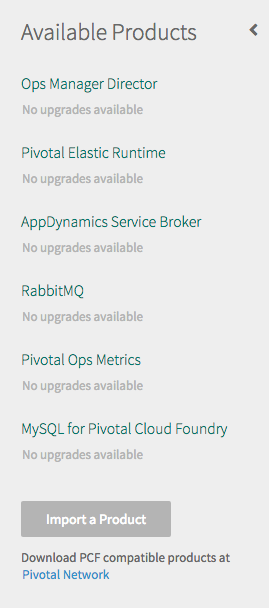 Available Products
Ops Manager Director
No upgrades available
Pivotal Elastic Runtime
No upgrades available
AppDynamics Service Broker
No upgrades available
RabbitMQ
No upgrades available
Pivotal Ops Metrics
No upgrades available
MySQL for Pivotal Cloud Foundry
No upgrades available
Import a Product
Download PCF compatible products at
Pivotal Network